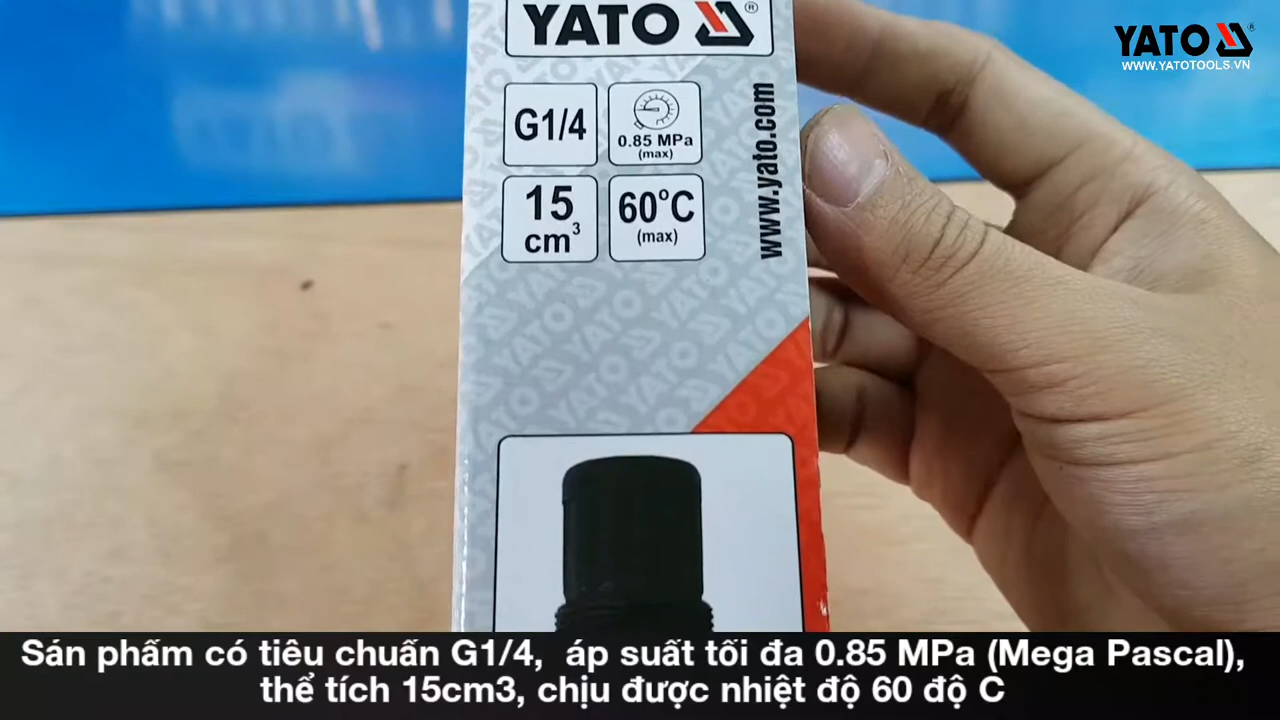 YATO ®
YATO ®
WWW.YATOTOOLS.VN
G1/4
0.85 MPa
(max)
15
cm3
60°C
(max)
www.yato.com
Sản phẩm có tiêu chuẩn G1/4, áp suất tối đa 0.85 MPa (Mega Pascal),
thể tích 15cm3, chịu được nhiệt độ 60 độ C